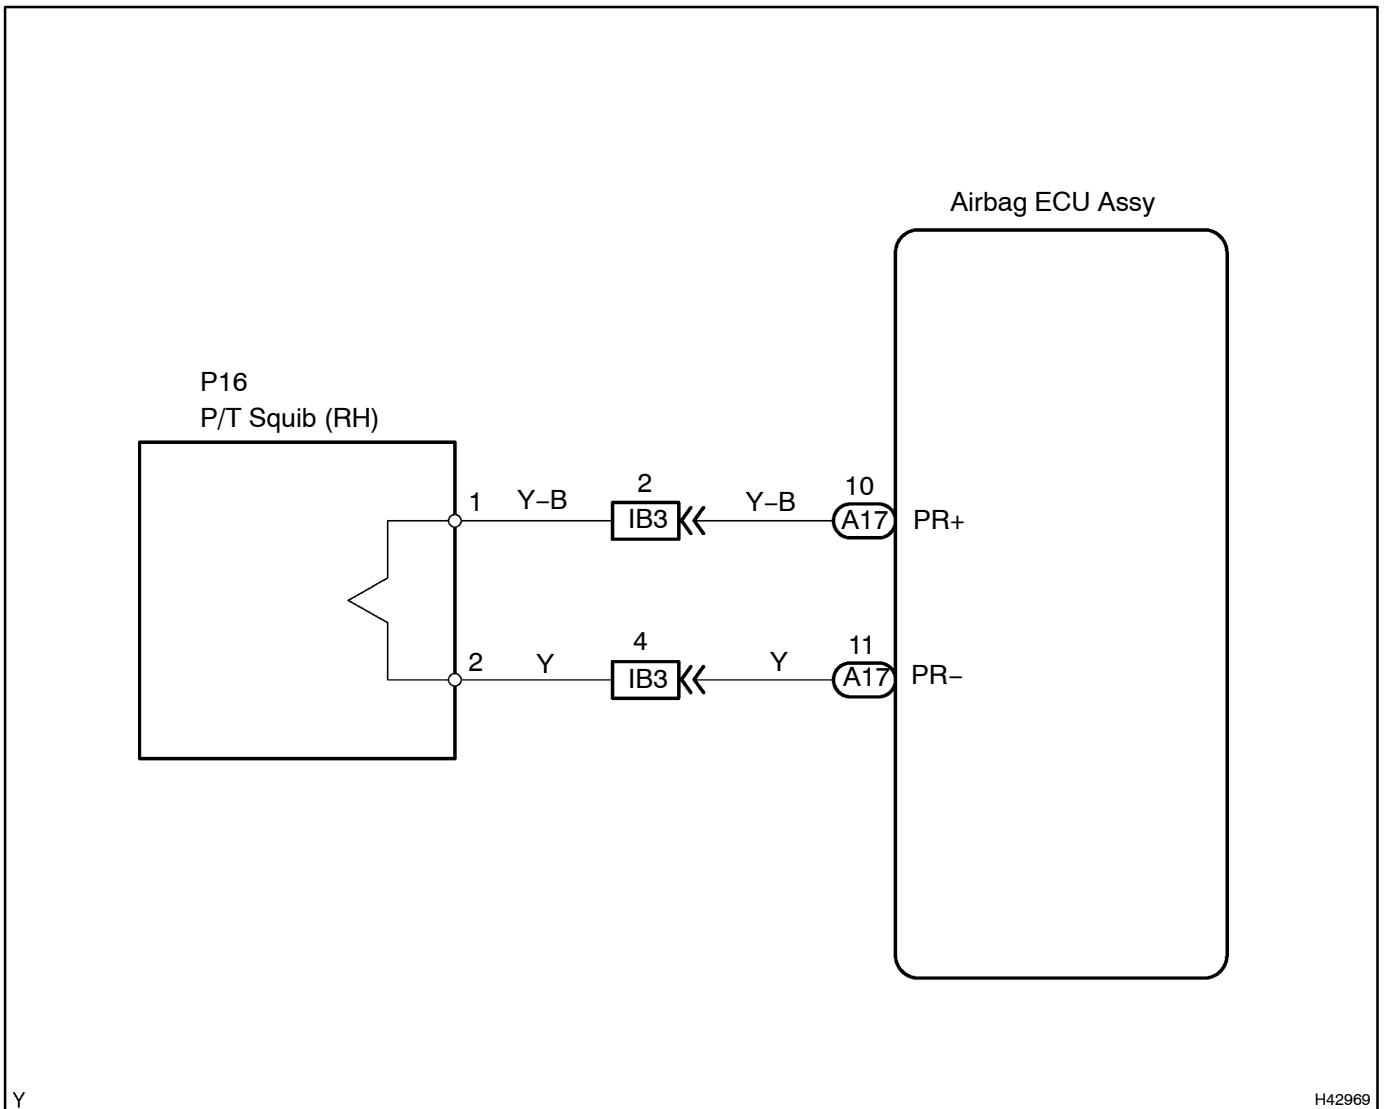 Airbag ECU Assy
P16
P/T Squib (RH)
1
Y−B
2
IB3
Y−B
10
A17
PR+
2
Y
4
IB3
Y
11
A17
PR−
Y
H42969